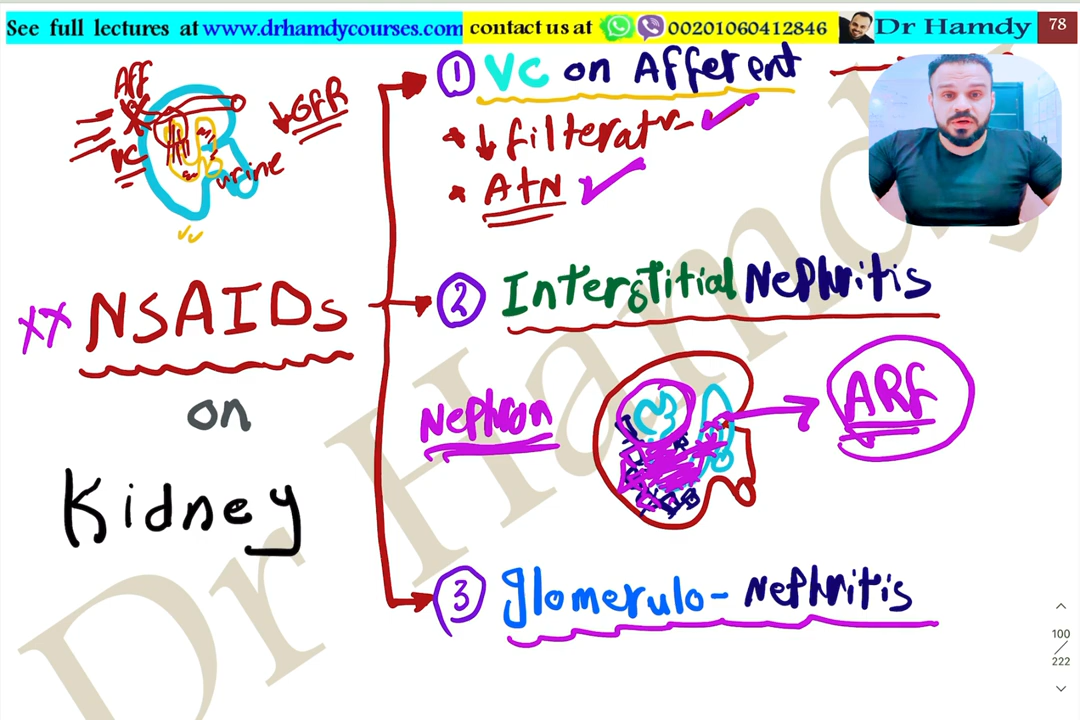 See full lectures at www.drhamdycourses.com contact us at 00201060412846 Dr Hamdy 78
AFF
VC
↓GFR
urine
① VC on Afferent
* ↓ filteratr-
* ATN
xx NSAIDs
on
Kidney
② Interstitial Nephritis
Nephron
ARF
③ glomerulo- Nephritis
Dr Hamdy
100
/
222